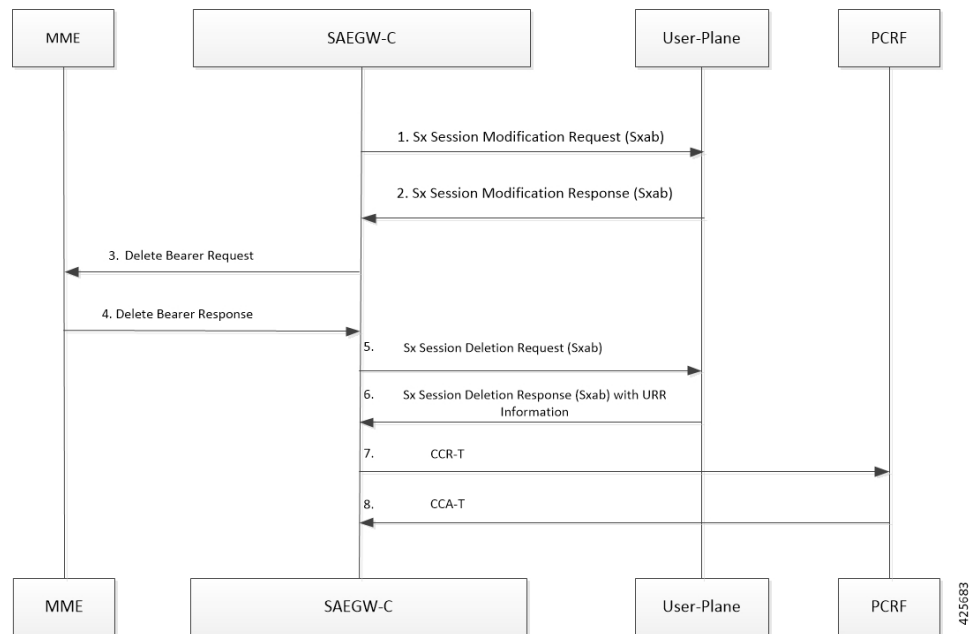 MME
SAEGW-C
User-Plane
PCRF
1. Sx Session Modification Request (Sxab)
2. Sx Session Modification Response (Sxab)
3. Delete Bearer Request
4. Delete Bearer Response
5. Sx Session Deletion Request (Sxab)
6. Sx Session Deletion Response (Sxab) with URR
Information
7. CCR-T
8. CCA-T
MME
SAEGW-C
User-Plane
PCRF
425683